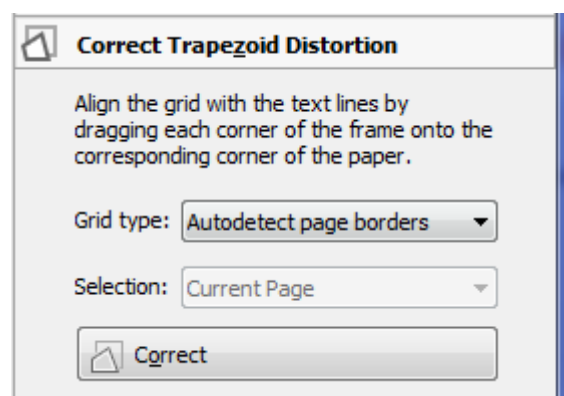 Correct Trapezoid Distortion
Align the grid with the text lines by
dragging each corner of the frame onto the
corresponding corner of the paper.
Grid type: Autodetect page borders
Selection: Current Page
Correct